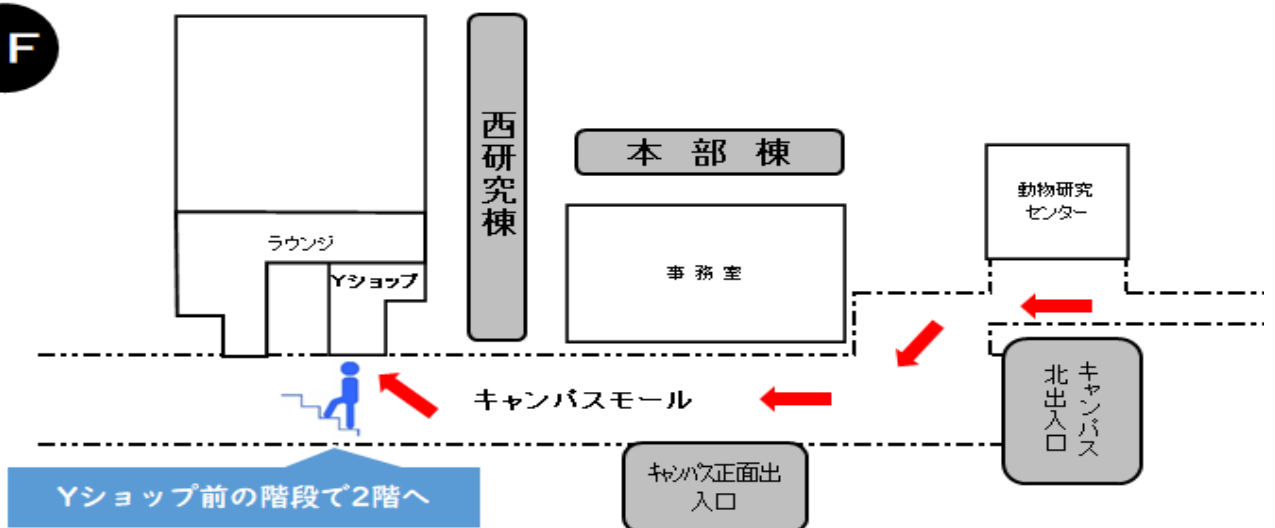 F
西研究棟
本部棟
動物研究
センター
ラウンジ
Yショップ
事務室
キャンパスモール
キャンパス
北出入口
キャンパス正面出
入口
Yショップ前の階段で2階へ